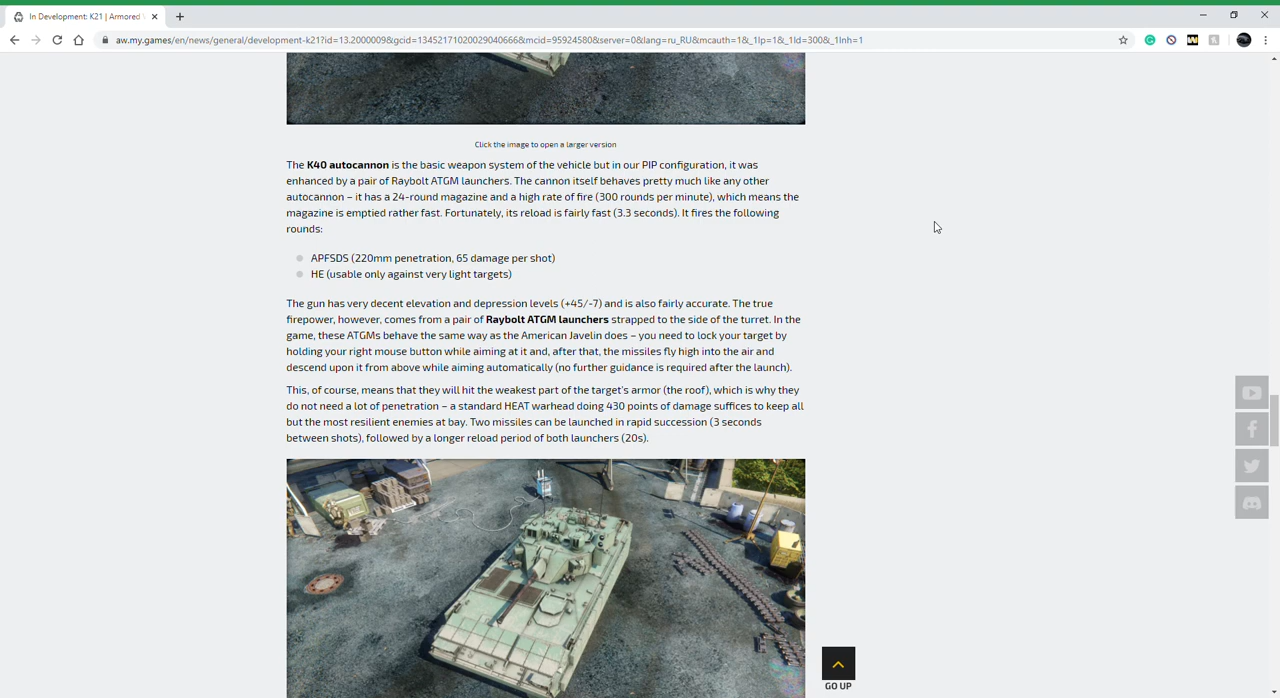 In Development: K21 | Armored
aw.my.games/en/news/general/development-k21?id=13.2000009&gcid=13452171020029040666&mcid=95924580&server=0&lang=ru_RU&mcauth=1&_1lp=1&_1ld=300&_1lnh=1
Click the image to open a larger version
The K40 autocannon is the basic weapon system of the vehicle but in our PIP configuration, it was
enhanced by a pair of Raybolt ATGM launchers. The cannon itself behaves pretty much like any other
autocannon – it has a 24-round magazine and a high rate of fire (300 rounds per minute), which means the
magazine is emptied rather fast. Fortunately, its reload is fairly fast (3.3 seconds). It fires the following
rounds:
APFSDS (220mm penetration, 65 damage per shot)
HE (usable only against very light targets)
The gun has very decent elevation and depression levels (+45/-7) and is also fairly accurate. The true
firepower, however, comes from a pair of Raybolt ATGM launchers strapped to the side of the turret. In the
game, these ATGMs behave the same way as the American Javelin does – you need to lock your target by
holding your right mouse button while aiming at it and, after that, the missiles fly high into the air and
descend upon it from above while aiming automatically (no further guidance is required after the launch).
This, of course, means that they will hit the weakest part of the target's armor (the roof), which is why they
do not need a lot of penetration – a standard HEAT warhead doing 430 points of damage suffices to keep all
but the most resilient enemies at bay. Two missiles can be launched in rapid succession (3 seconds
between shots), followed by a longer reload period of both launchers (20s).
GO UP